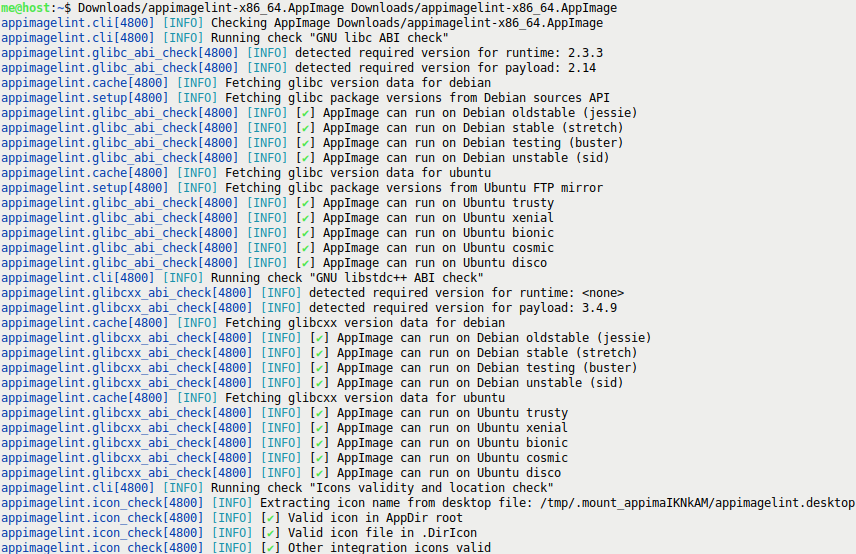 me@host:~$ Downloads/appimagelint-x86_64.AppImage Downloads/appimagelint-x86_64.AppImage
appimagelint.cli[4800] [INFO] Checking AppImage Downloads/appimagelint-x86_64.AppImage
appimagelint.cli[4800] [INFO] Running check "GNU libc ABI check"
appimagelint.glibc_abi_check[4800] [INFO] detected required version for runtime: 2.3.3
appimagelint.glibc_abi_check[4800] [INFO] detected required version for payload: 2.14
appimagelint.cache[4800] [INFO] Fetching glibc version data for debian
appimagelint.setup[4800] [INFO] Fetching glibc package versions from Debian sources API
appimagelint.glibc_abi_check[4800] [INFO] [✔] AppImage can run on Debian oldstable (jessie)
appimagelint.glibc_abi_check[4800] [INFO] [✔] AppImage can run on Debian stable (stretch)
appimagelint.glibc_abi_check[4800] [INFO] [✔] AppImage can run on Debian testing (buster)
appimagelint.glibc_abi_check[4800] [INFO] [✔] AppImage can run on Debian unstable (sid)
appimagelint.cache[4800] [INFO] Fetching glibc version data for ubuntu
appimagelint.setup[4800] [INFO] Fetching glibc package versions from Ubuntu FTP mirror
appimagelint.glibc_abi_check[4800] [INFO] [✔] AppImage can run on Ubuntu trusty
appimagelint.glibc_abi_check[4800] [INFO] [✔] AppImage can run on Ubuntu xenial
appimagelint.glibc_abi_check[4800] [INFO] [✔] AppImage can run on Ubuntu bionic
appimagelint.glibc_abi_check[4800] [INFO] [✔] AppImage can run on Ubuntu cosmic
appimagelint.glibc_abi_check[4800] [INFO] [✔] AppImage can run on Ubuntu disco
appimagelint.cli[4800] [INFO] Running check "GNU libstdc++ ABI check"
appimagelint.glibcxx_abi_check[4800] [INFO] detected required version for runtime: <none>
appimagelint.glibcxx_abi_check[4800] [INFO] detected required version for payload: 3.4.9
appimagelint.cache[4800] [INFO] Fetching glibcxx version data for debian
appimagelint.glibcxx_abi_check[4800] [INFO] [✔] AppImage can run on Debian oldstable (jessie)
appimagelint.glibcxx_abi_check[4800] [INFO] [✔] AppImage can run on Debian stable (stretch)
appimagelint.glibcxx_abi_check[4800] [INFO] [✔] AppImage can run on Debian testing (buster)
appimagelint.glibcxx_abi_check[4800] [INFO] [✔] AppImage can run on Debian unstable (sid)
appimagelint.cache[4800] [INFO] Fetching glibcxx version data for ubuntu
appimagelint.glibcxx_abi_check[4800] [INFO] [✔] AppImage can run on Ubuntu trusty
appimagelint.glibcxx_abi_check[4800] [INFO] [✔] AppImage can run on Ubuntu xenial
appimagelint.glibcxx_abi_check[4800] [INFO] [✔] AppImage can run on Ubuntu bionic
appimagelint.glibcxx_abi_check[4800] [INFO] [✔] AppImage can run on Ubuntu cosmic
appimagelint.glibcxx_abi_check[4800] [INFO] [✔] AppImage can run on Ubuntu disco
appimagelint.cli[4800] [INFO] Running check "Icons validity and location check"
appimagelint.icon_check[4800] [INFO] Extracting icon name from desktop file: /tmp/.mount_appimaIKNkAM/appimagelint.desktop
appimagelint.icon_check[4800] [INFO] [✔] Valid icon in AppDir root
appimagelint.icon_check[4800] [INFO] [✔] Valid icon file in .DirIcon
appimagelint.icon_check[4800] [INFO] [✔] Other integration icons valid